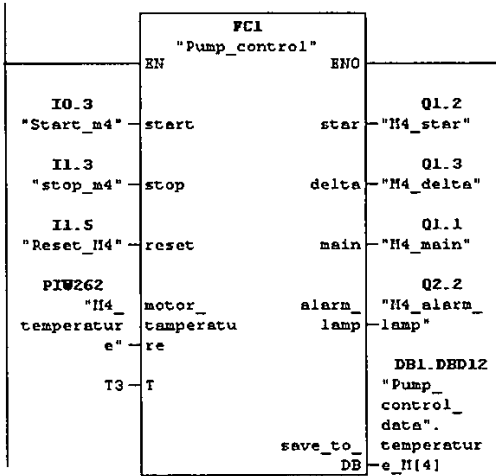 FC1
"Pump_control"
EN ENO
I0.3 Q1.2
"Start_m4" start star "M4_star"
I1.3 Q1.3
"stop_m4" stop delta "M4_delta"
I1.5 Q1.1
"Reset_M4" reset main "M4_main"
PIW262 Q2.2
"M4_ motor_ alarm_ "M4_alarm_
temperatur tamperatu lamp lamp"
e" re
DB1.DBD12
T3 T "Pump_
control_
data".
save_to_ temperatur
DB e_M[4]